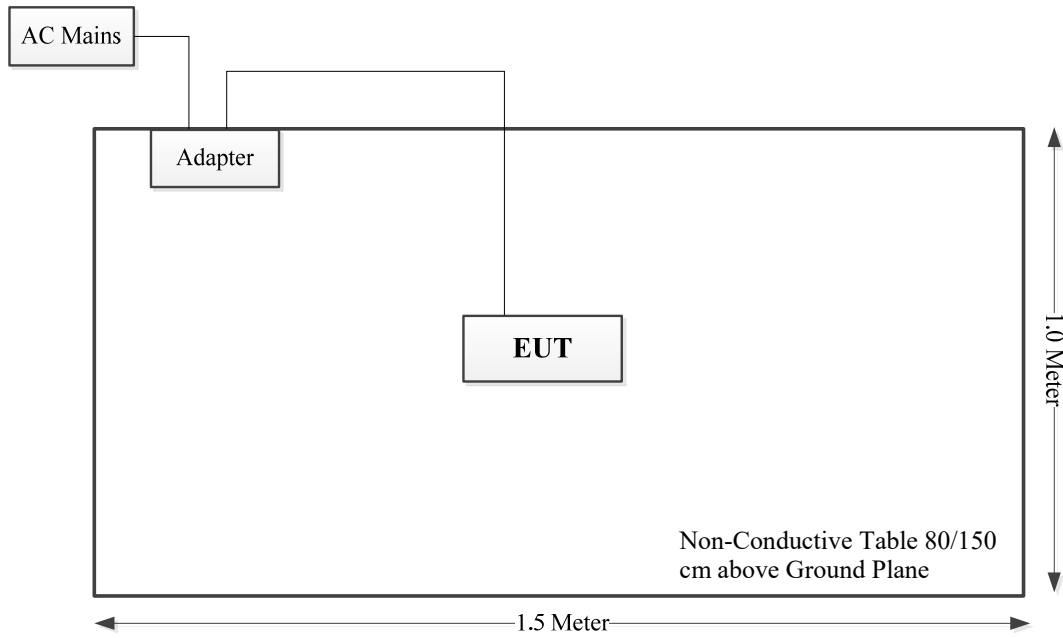 AC Mains
Adapter
EUT
1.0 Meter
Non-Conductive Table 80/150
cm above Ground Plane
1.5 Meter